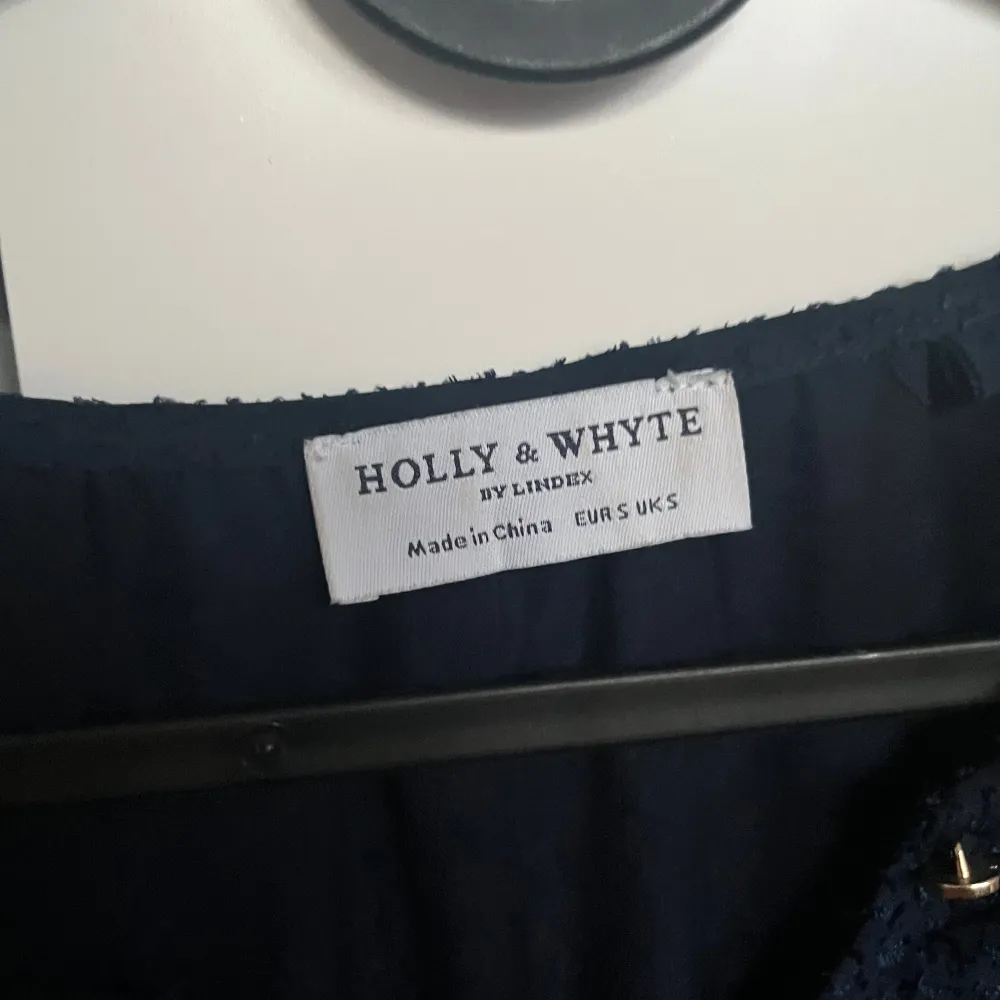 HOLLY & WHYTE
BY LINDEX
Made in China EUR S UK S